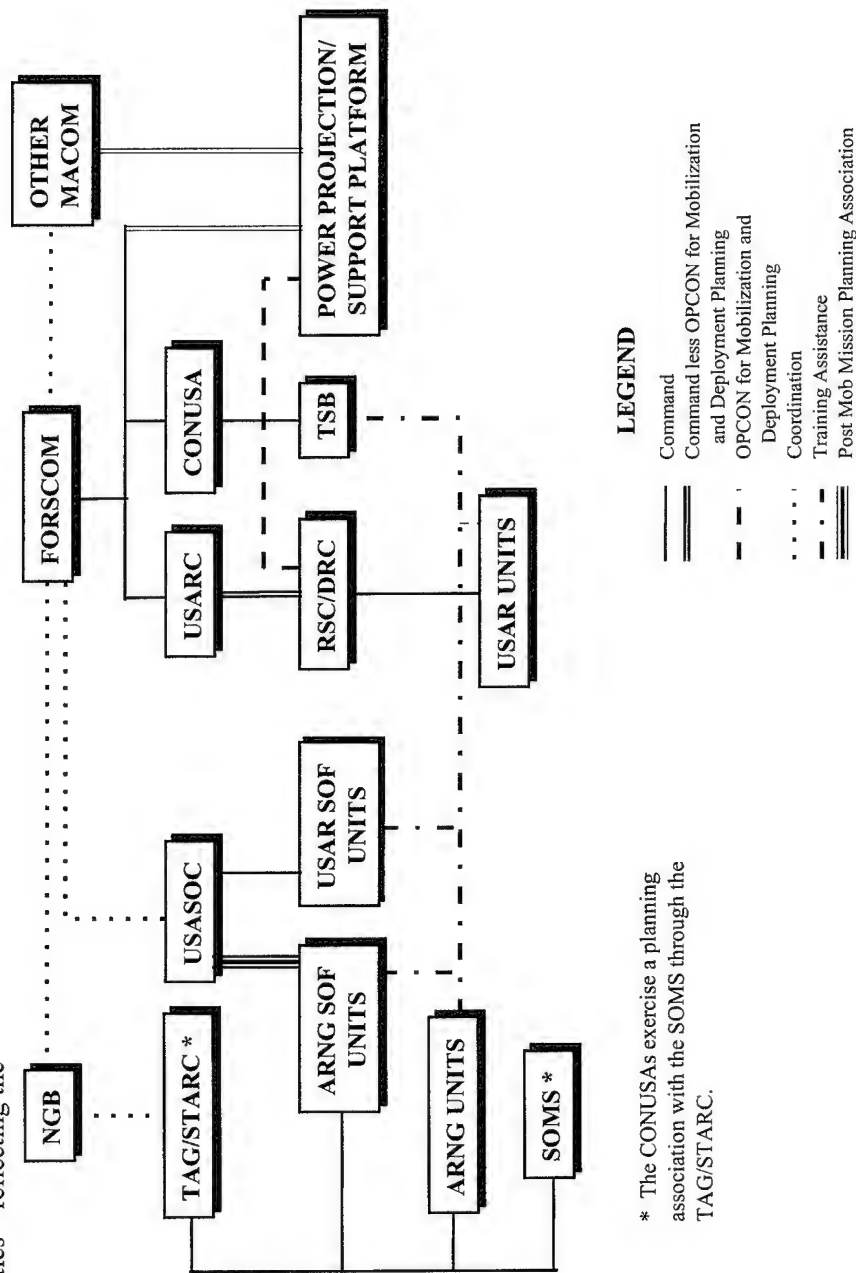 ties – reflecting the
NGB
FORSCOM
OTHER
MACOM
TAG/STARC *
USASOC
USARC
CONUSA
ARNG SOF
UNITS
USAR SOF
UNITS
RSC/DRC
TSB
POWER PROJECTION/
SUPPORT PLATFORM
ARNG UNITS
USAR UNITS
SOMS *
* The CONUSAs exercise a planning
association with the SOMS through the
TAG/STARC.
LEGEND
Command
Command less OPCON for Mobilization
and Deployment Planning
OPCON for Mobilization and
Deployment Planning
Coordination
Training Assistance
Post Mob Mission Planning Association